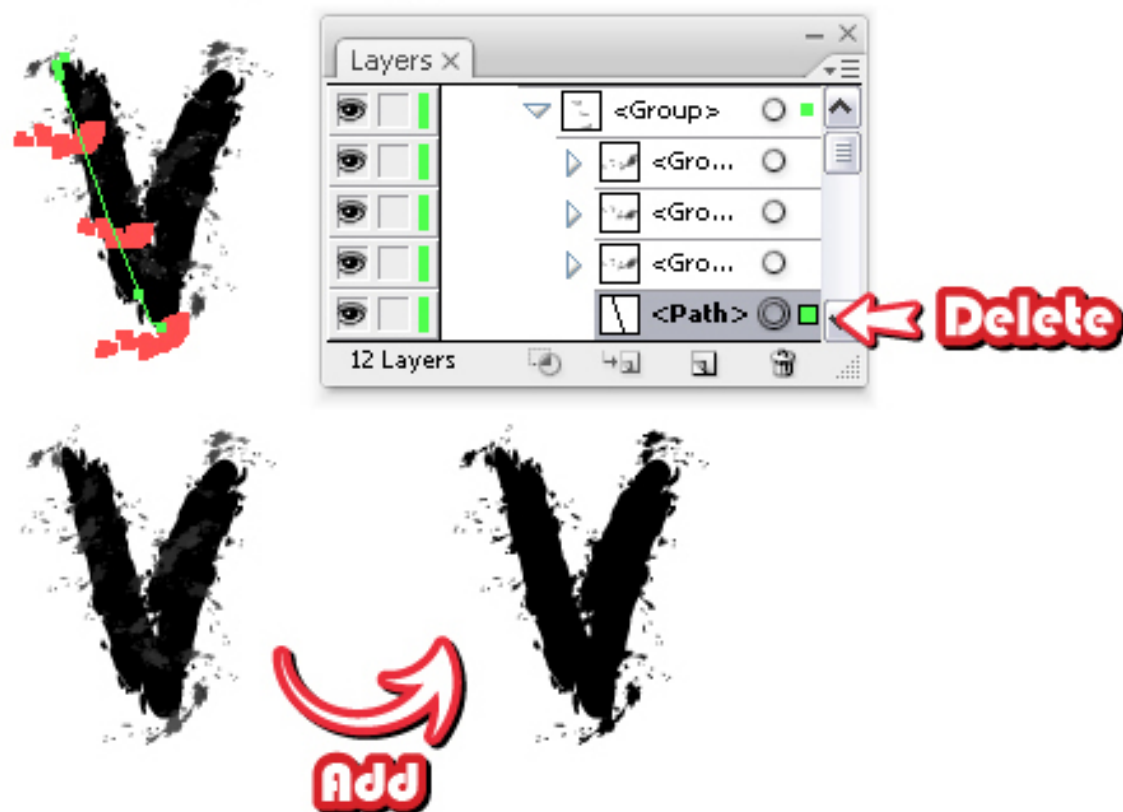 V
Layers
<Group>
<Gro...
<Gro...
<Gro...
<Path>
Delete
12 Layers
V
V
Add